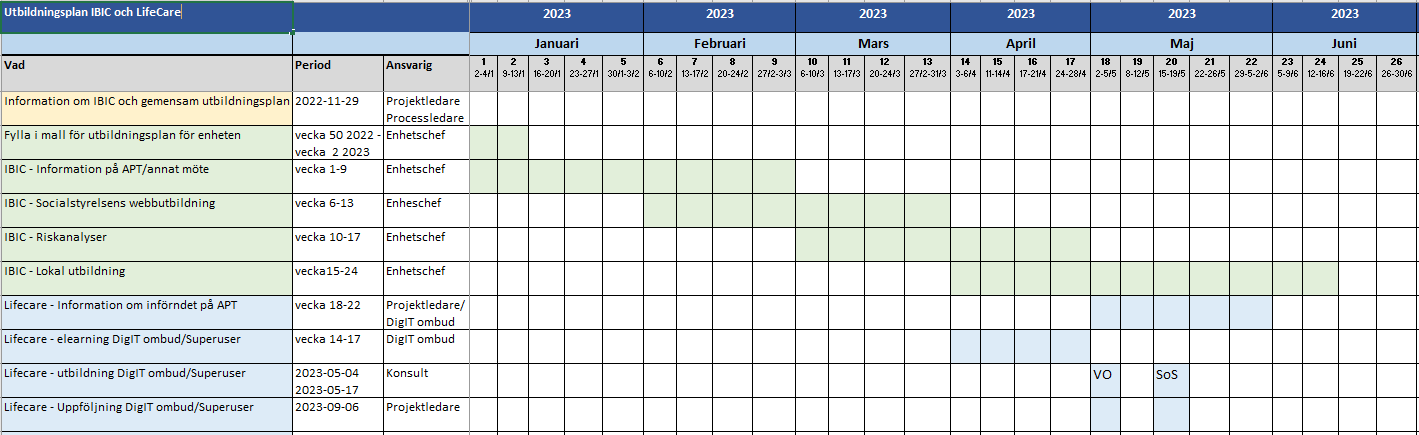 Utbildningsplan IBIC och LifeCare 2023 2023 2023 2023 2023 2023
Januari Februari Mars April Maj Juni
Vad Period Ansvarig 1 2 3 4 5 6 7 8 9 10 11 12 13 14 15 16 17 18 19 20 21 22 23 24 25 26
2-4/1 9-13/1 16-20/1 23-27/1 30/1-3/2 6-10/2 13-17/2 20-24/2 27/2-3/3 6-10/3 13-17/3 20-24/3 27/2-31/3 3-6/4 11-14/4 17-21/4 24-28/4 2-5/5 8-12/5 15-19/5 22-26/5 29-5-2/6 5-9/6 12-16/6 19-22/6 26-30/6
Information om IBIC och gemensam utbildningsplan 2022-11-29 Projektledare
Processledare
Fylla i mall för utbildningsplan för enheten vecka 50 2022 - Enhetschef
vecka 2 2023
IBIC - Information på APT/annat möte vecka 1-9 Enhetschef
IBIC - Socialstyrelsens webbutbildning vecka 6-13 Enheschef
IBIC - Riskanalyser vecka 10-17 Enhetschef
IBIC - Lokal utbildning vecka15-24 Enhetschef
Lifecare - Information om införndet på APT vecka 18-22 Projektledare/
DigIT ombud
Lifecare - elearning DigIT ombud/Superuser vecka 14-17 DigIT ombud
Lifecare - utbildning DigIT ombud/Superuser 2023-05-04 Konsult VO SoS
2023-05-17
Lifecare - Uppföljning DigIT ombud/Superuser 2023-09-06 Projektledare